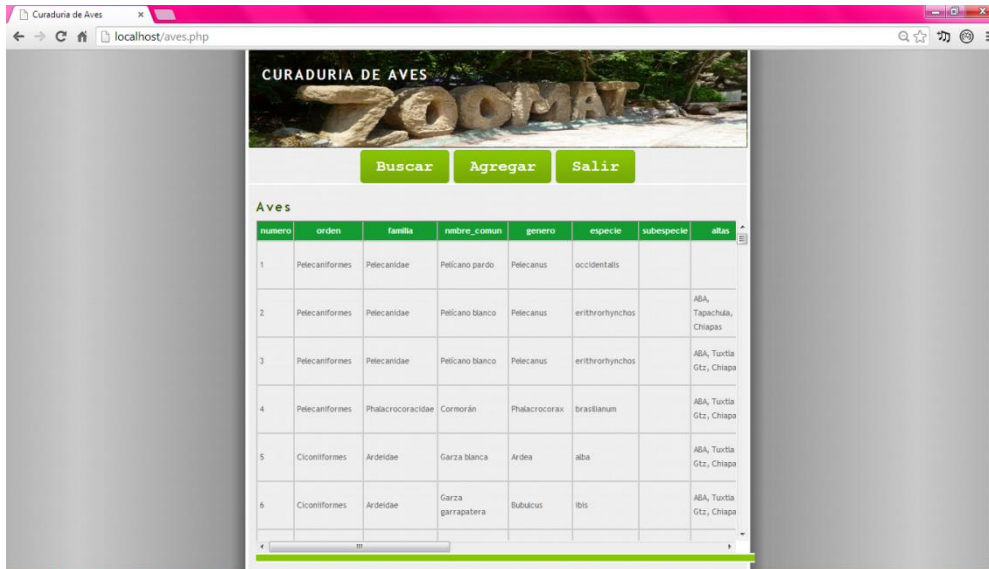 Curaduria de Aves
localhost/aves.php
CURADURIA DE AVES
ZOOMAT
Buscar Agregar Salir
Aves
numero orden familia nmbre_comun genero especie subespecie altas
1 Pelecaniformes Pelecanidae Pelícano pardo Pelecanus occidentalis
2 Pelecaniformes Pelecanidae Pelícano blanco Pelecanus erithrorhynchos ABA, Tapachula, Chiapas
3 Pelecaniformes Pelecanidae Pelícano blanco Pelecanus erithrorhynchos ABA, Tuxtla Gtz, Chiapa
4 Pelecaniformes Phalacrocoracidae Cormorán Phalacrocorax brasilianum ABA, Tuxtla Gtz, Chiapa
5 Ciconiiformes Ardeidae Garza blanca Ardea alba ABA, Tuxtla Gtz, Chiapa
6 Ciconiiformes Ardeidae Garza garrapatera Bubulcus ibis ABA, Tuxtla Gtz, Chiapa